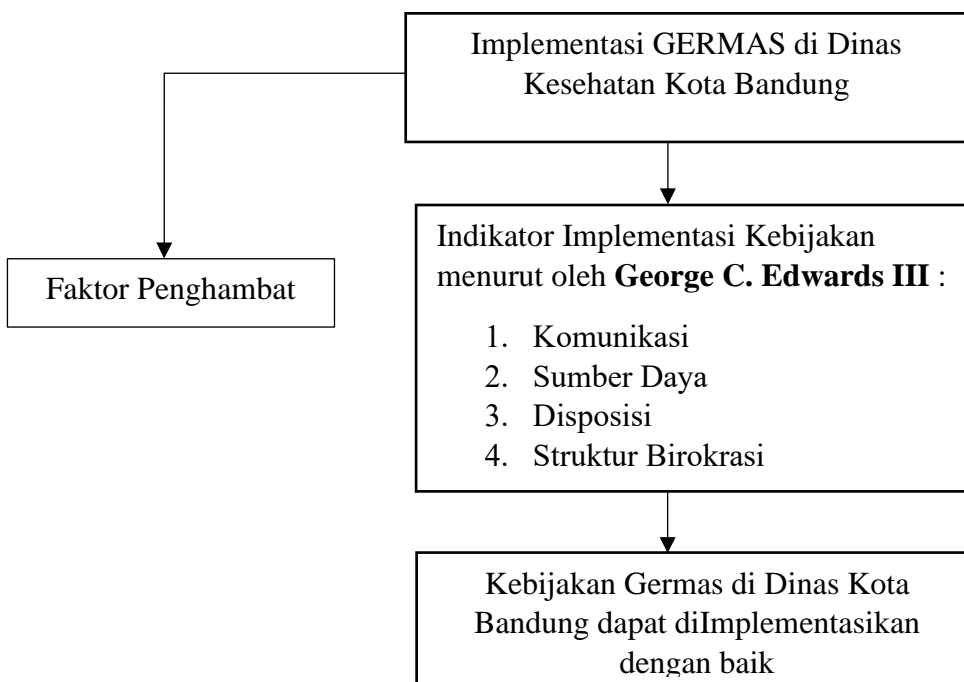 Implementasi GERMAS di Dinas
Kesehatan Kota Bandung
Faktor Penghambat
Indikator Implementasi Kebijakan
menurut oleh George C. Edwards III :
1. Komunikasi
2. Sumber Daya
3. Disposisi
4. Struktur Birokrasi
Kebijakan Germas di Dinas Kota
Bandung dapat diImplementasikan
dengan baik